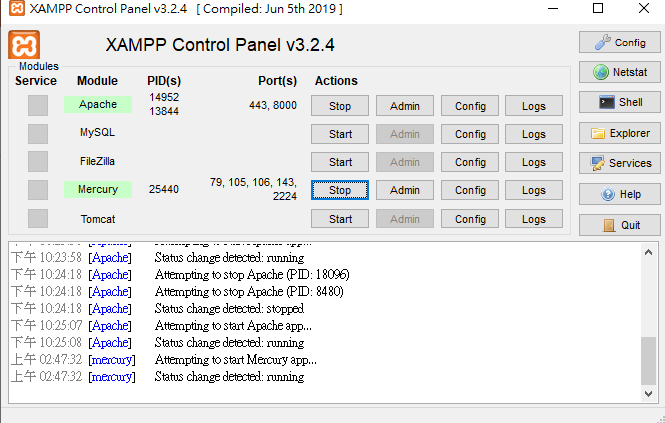 XAMPP Control Panel v3.2.4 [ Compiled: Jun 5th 2019 ]
XAMPP Control Panel v3.2.4
Config
Modules
Service Module PID(s) Port(s) Actions
Apache 14952 13844 443, 8000 Stop Admin Config Logs
Netstat
MySQL Start Admin Config Logs
Shell
FileZilla Start Admin Config Logs
Explorer
Mercury 25440 79, 105, 106, 143, 2224 Stop Admin Config Logs
Services
Tomcat Start Admin Config Logs
Help
Quit
下午 10:23:58 [Apache] Status change detected: running
下午 10:24:18 [Apache] Attempting to stop Apache (PID: 18096)
下午 10:24:18 [Apache] Attempting to stop Apache (PID: 8480)
下午 10:24:18 [Apache] Status change detected: stopped
下午 10:25:07 [Apache] Attempting to start Apache app...
下午 10:25:08 [Apache] Status change detected: running
上午 02:47:32 [mercury] Attempting to start Mercury app...
上午 02:47:32 [mercury] Status change detected: running